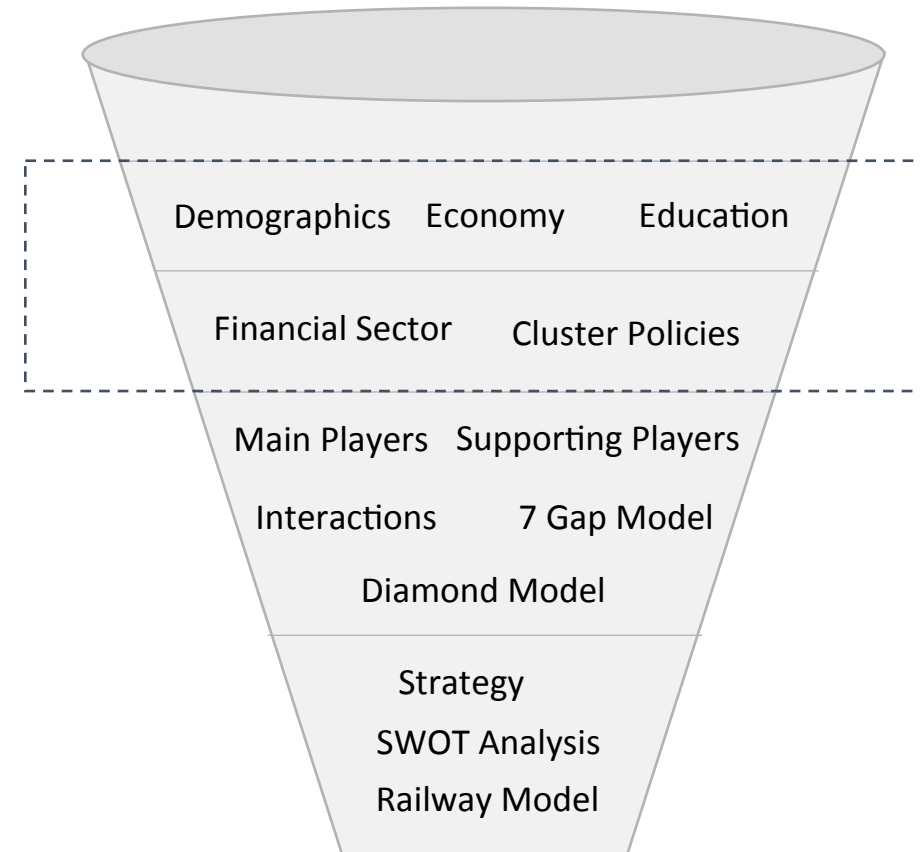 Demographics Economy Education
Financial Sector Cluster Policies
Main Players Supporting Players
Interactions 7 Gap Model
Diamond Model
Strategy
SWOT Analysis
Railway Model